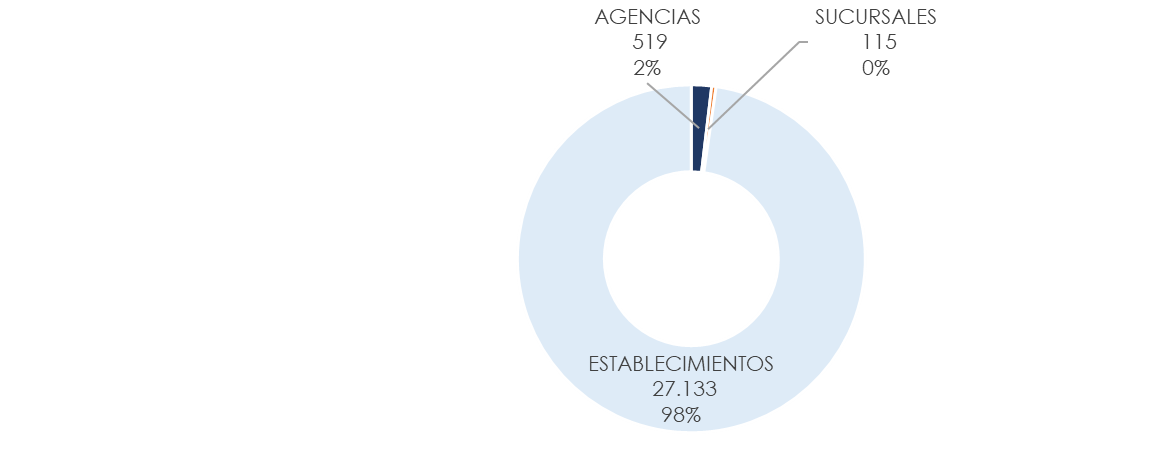 AGENCIAS
519
2%
SUCURSALES
115
0%
ESTABLECIMIENTOS
27.133
98%